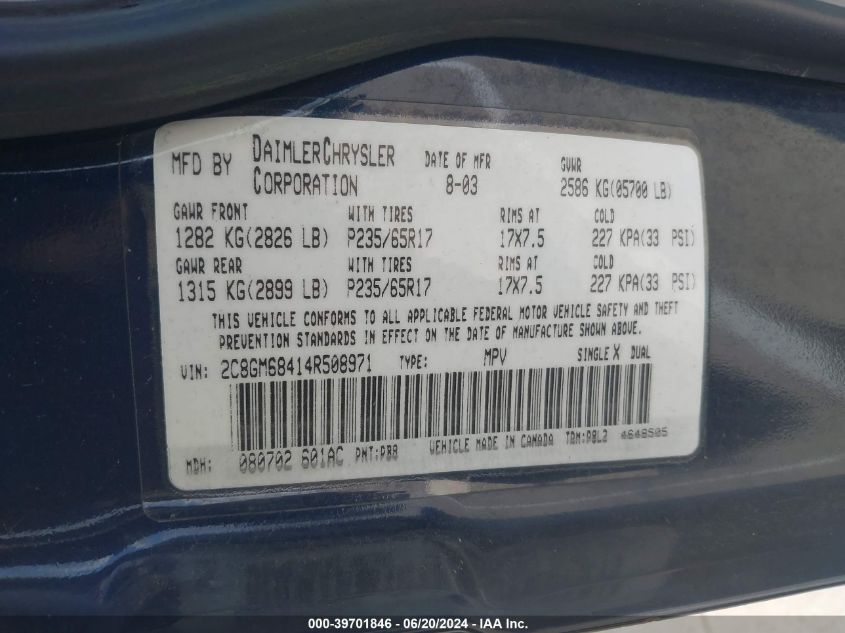 MFD BY DAIMLERCHRYSLER CORPORATION DATE OF MFR 8-03 GVWR 2586 KG(05700 LB)
GAWR FRONT WITH TIRES RIMS AT COLD
1282 KG(2826 LB) P235/65R17 17X7.5 227 KPA(33 PSI)
GAWR REAR WITH TIRES RIMS AT COLD
1315 KG(2899 LB) P235/65R17 17X7.5 227 KPA(33 PSI)
THIS VEHICLE CONFORMS TO ALL APPLICABLE FEDERAL MOTOR VEHICLE SAFETY AND THEFT
PREVENTION STANDARDS IN EFFECT ON THE DATE OF MANUFACTURE SHOWN ABOVE.
VIN: 2C8GM68414R508971 TYPE: MPV SINGLE X DUAL
MDH: 080702 601AC PNT:PB8 VEHICLE MADE IN CANADA TRM:P8L2 4648505
000-39701846 - 06/20/2024 - IAA Inc.